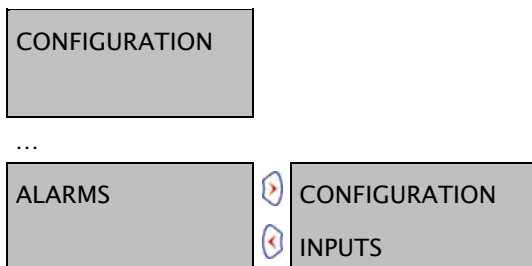 CONFIGURATION
...
ALARMS
CONFIGURATION
INPUTS